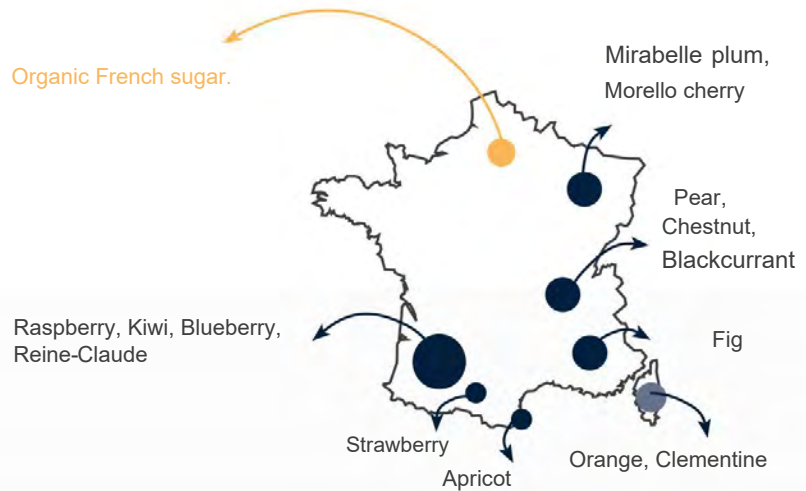 Organic French sugar.
Mirabelle plum,
Morello cherry
Pear,
Chestnut,
Blackcurrant
Raspberry, Kiwi, Blueberry,
Reine-Claude
Fig
Strawberry
Apricot
Orange, Clementine